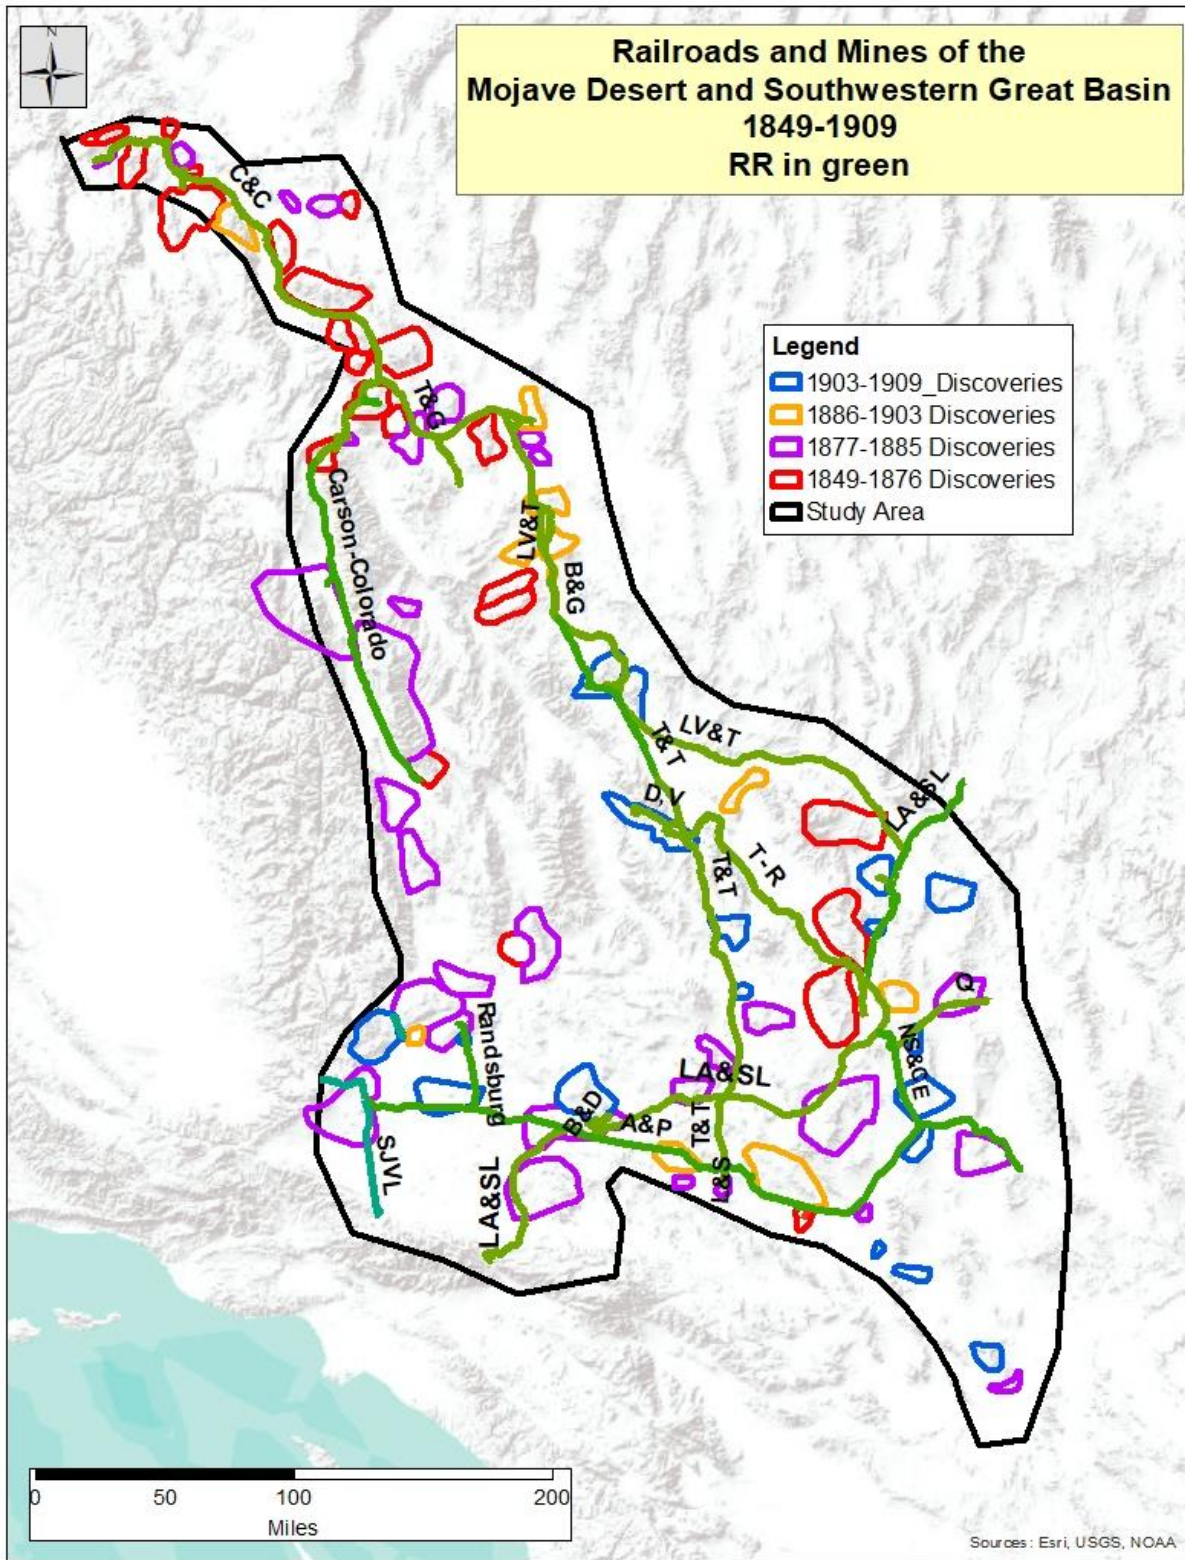 N
Railroads and Mines of the
Mojave Desert and Southwestern Great Basin
1849-1909
RR in green
C&C
Legend
1903-1909_Discoveries
1886-1903 Discoveries
1877-1885 Discoveries
1849-1876 Discoveries
Study Area
T&G
Carson-Colorado
LV&T
B&G
LV&T
T&T
LA&SL
D,V
T&T
T-R
Q
Randsburg
NS&CE
LA&SL
B&D
A&P
T&T
SJVL
LA&SL
L&S
0 50 100 200
Miles
Sources: Esri, USGS, NOAA